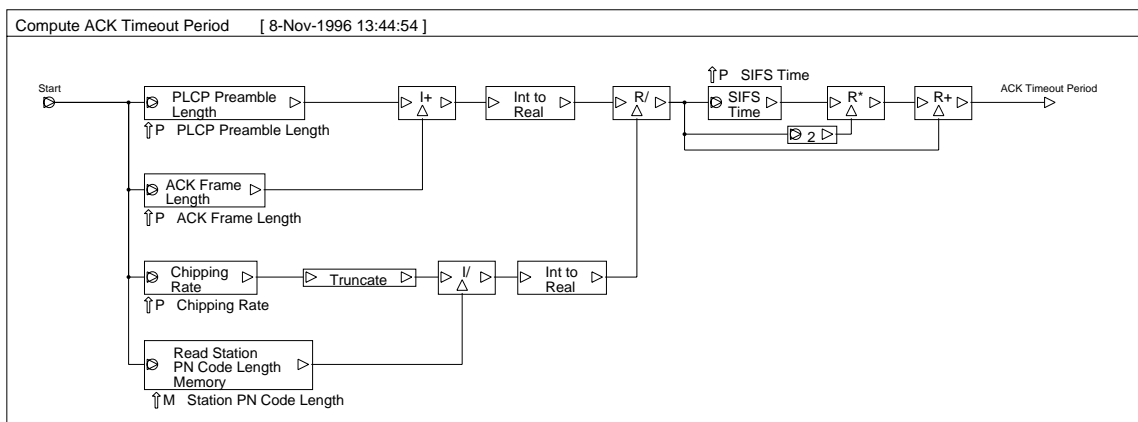 Compute ACK Timeout Period [ 8-Nov-1996 13:44:54 ]
⇧P SIFS Time
Start
PLCP Preamble
Length
I+
Int to
Real
R/
SIFS
Time
R*
R+
ACK Timeout Period
⇧P PLCP Preamble Length
2
ACK Frame
Length
⇧P ACK Frame Length
Chipping
Rate
Truncate
I/
Int to
Real
⇧P Chipping Rate
Read Station
PN Code Length
Memory
⇧M Station PN Code Length